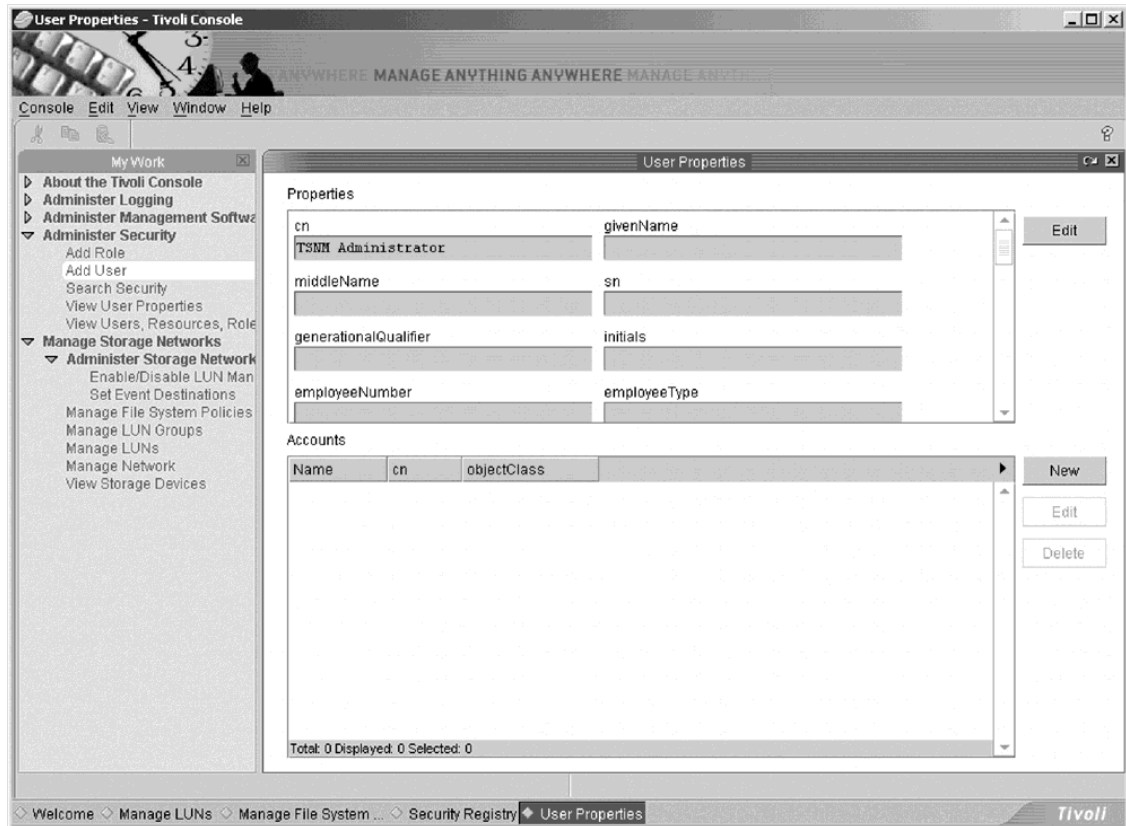 User Properties - Tivoli Console
ANYWHERE MANAGE ANYTHING ANYWHERE MANAGE ANYTH
Console Edit View Window Help
My Work
User Properties
About the Tivoli Console
Administer Logging
Administer Management Softwa
Administer Security
Add Role
Add User
Search Security
View User Properties
View Users, Resources, Role
Manage Storage Networks
Administer Storage Network
Enable/Disable LUN Man
Set Event Destinations
Manage File System Policies
Manage LUN Groups
Manage LUNs
Manage Network
View Storage Devices
Properties
cn givenName
TSNM Administrator
Edit
middleName sn
generationalQualifier initials
employeeNumber employeeType
Accounts
Name cn objectClass
New
Edit
Delete
Total: 0 Displayed: 0 Selected: 0
Welcome Manage LUNs Manage File System ... Security Registry User Properties
Tivoli